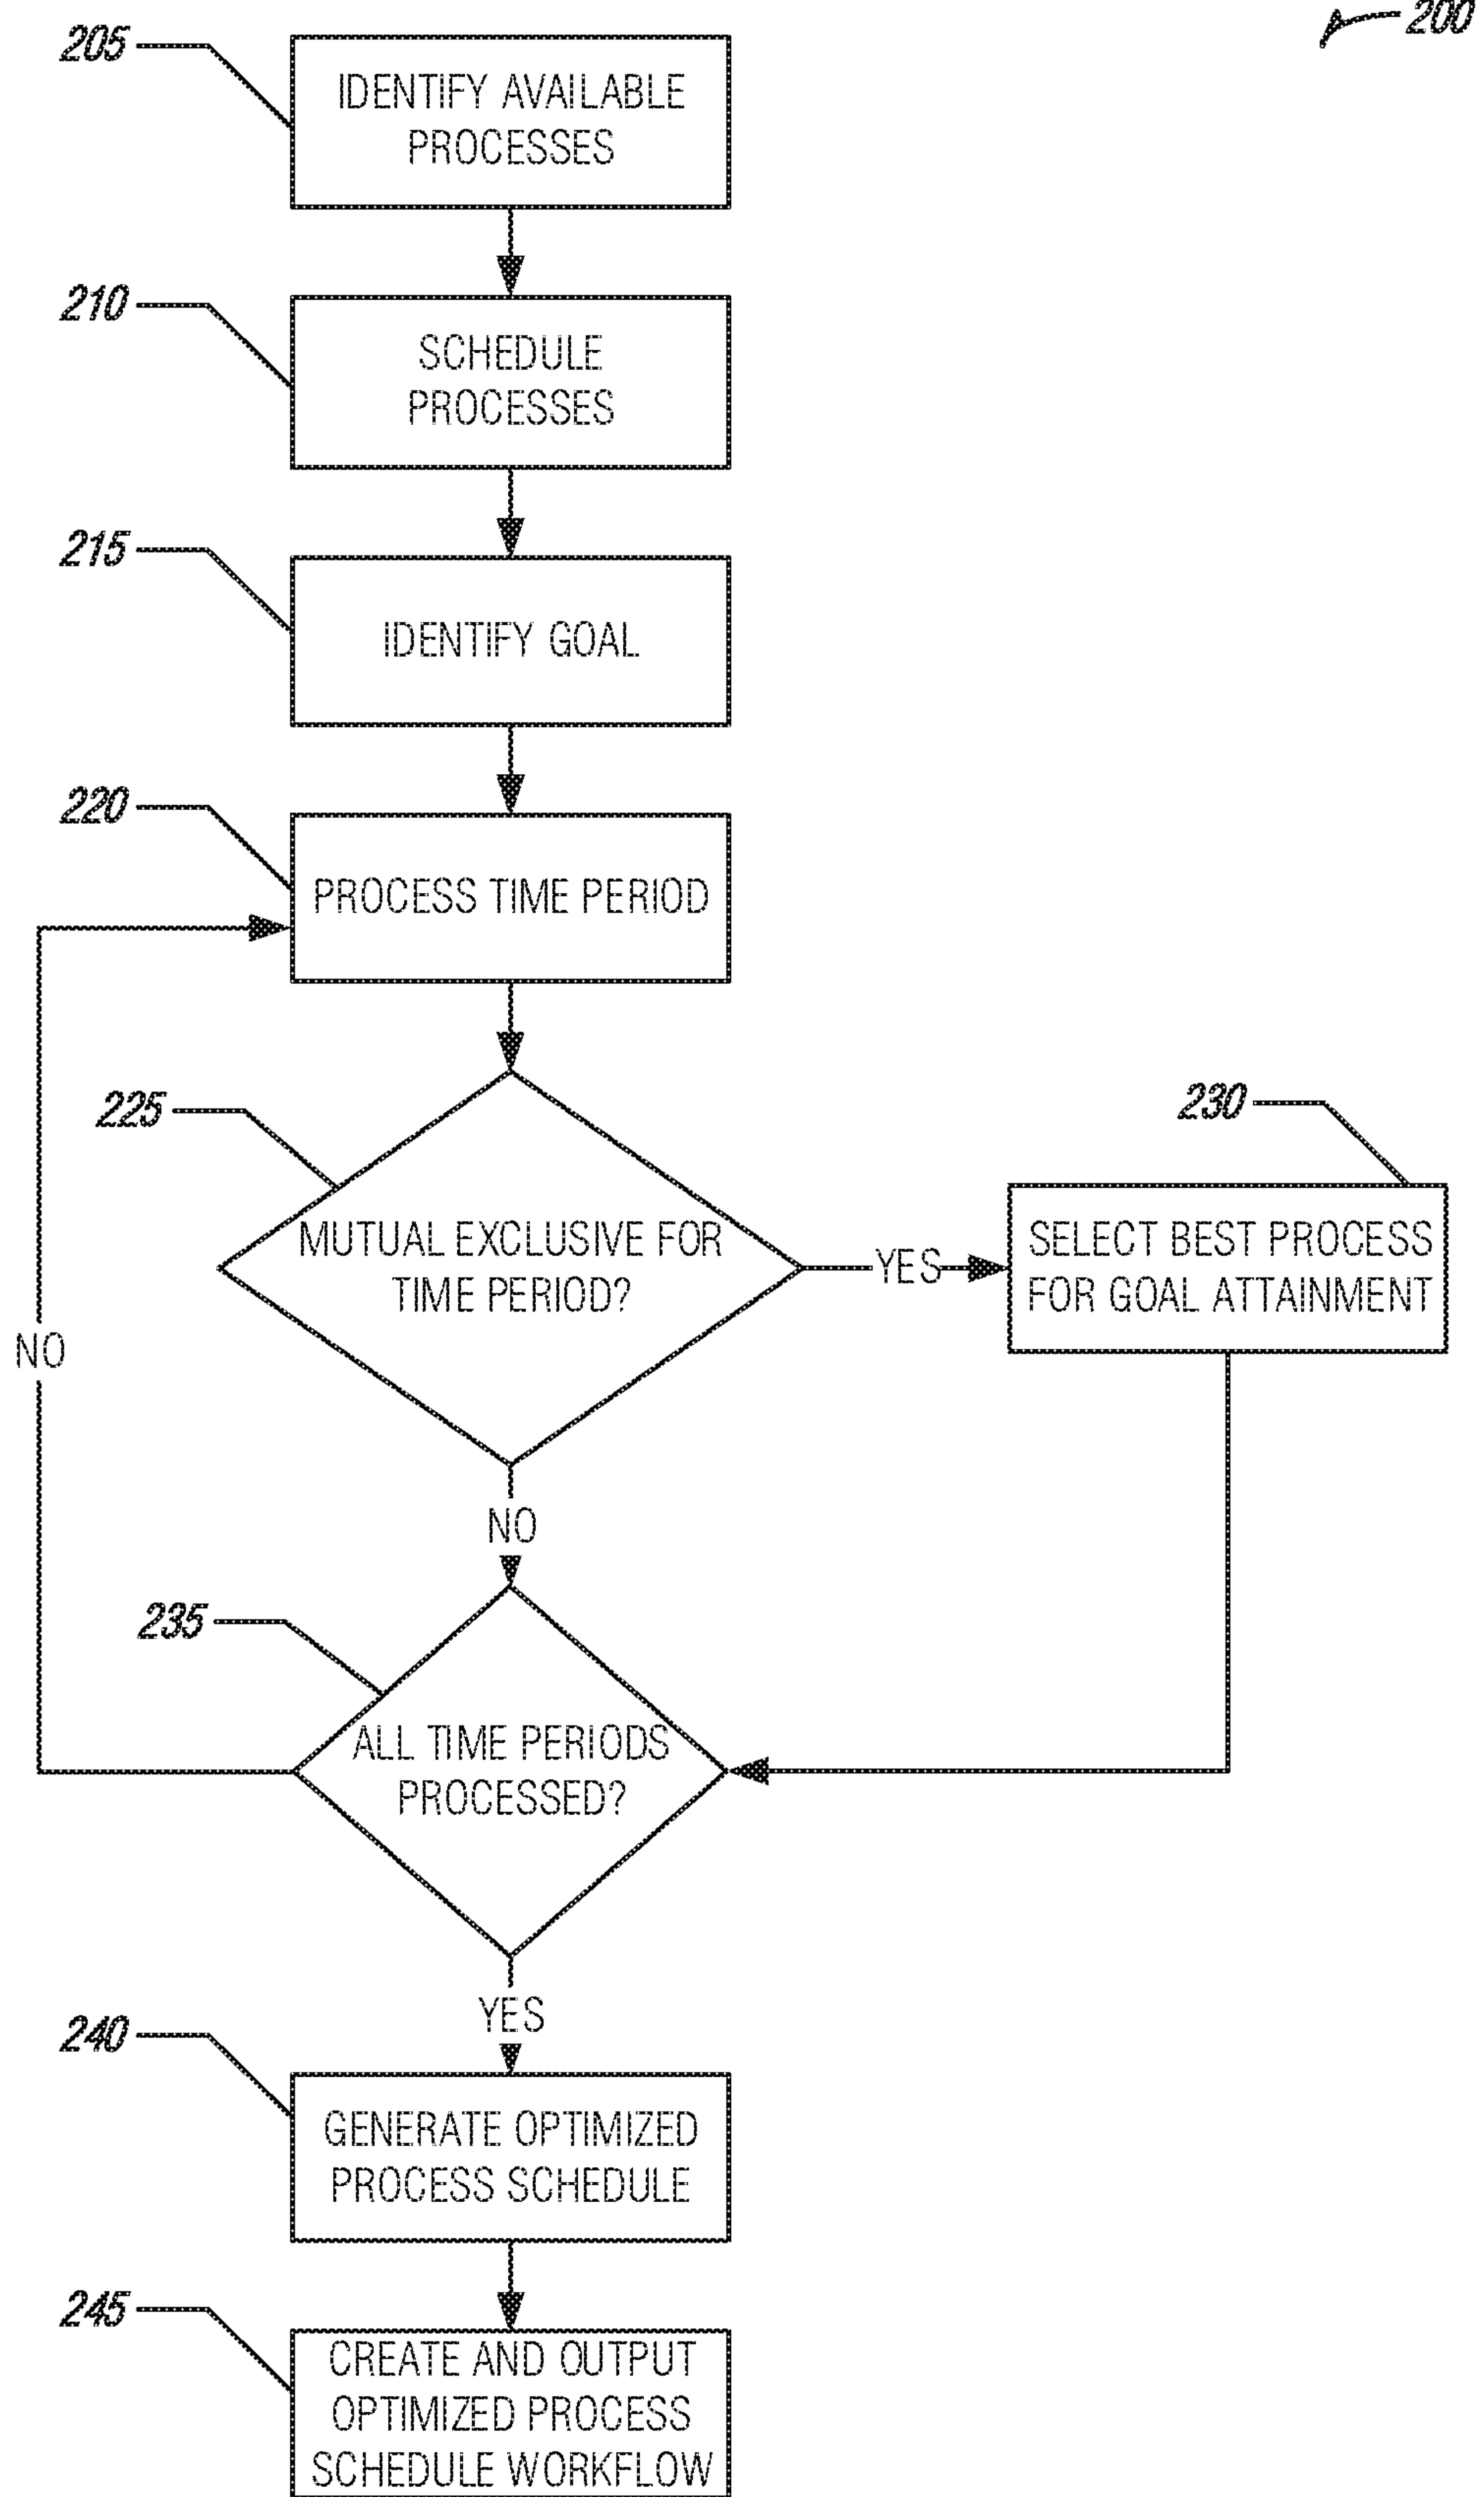 200
205
IDENTIFY AVAILABLE
PROCESSES
210
SCHEDULE
PROCESSES
215
IDENTIFY GOAL
220
PROCESS TIME PERIOD
225
MUTUAL EXCLUSIVE FOR
TIME PERIOD?
YES
230
SELECT BEST PROCESS
FOR GOAL ATTAINMENT
NO
NO
235
ALL TIME PERIODS
PROCESSED?
YES
240
GENERATE OPTIMIZED
PROCESS SCHEDULE
245
CREATE AND OUTPUT
OPTIMIZED PROCESS
SCHEDULE WORKFLOW